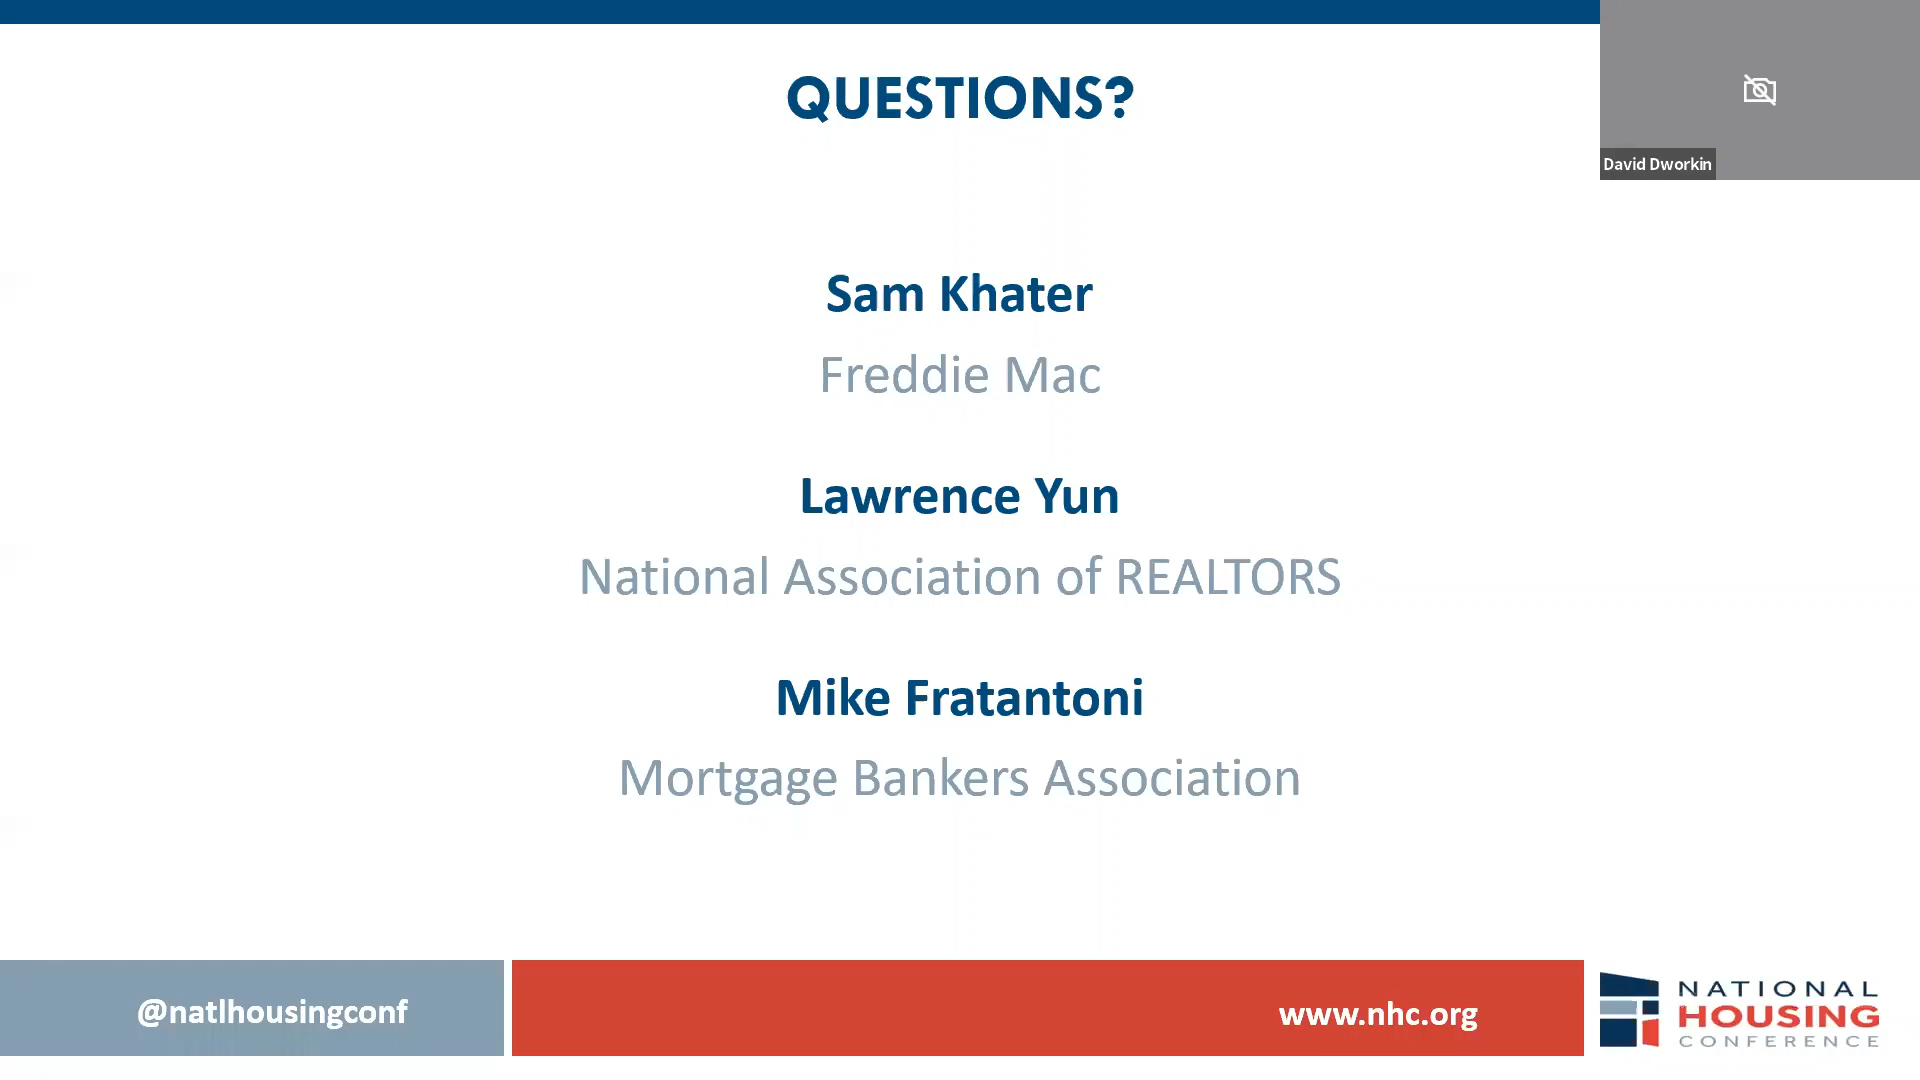 QUESTIONS?
David Dworkin
Sam Khater
Freddie Mac
Lawrence Yun
National Association of REALTORS
Mike Fratantoni
Mortgage Bankers Association
@natlhousingconf
www.nhc.org
NATIONAL
HOUSING
CONFERENCE